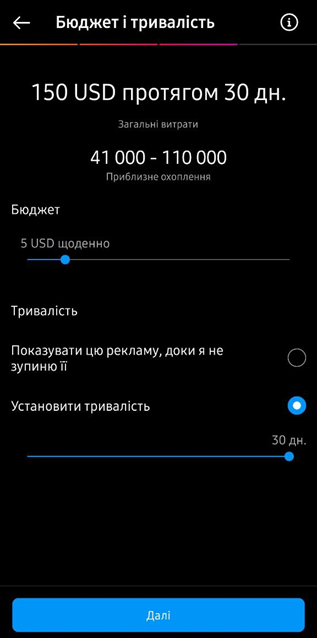 Бюджет і тривалість
150 USD протягом 30 дн.
Загальні витрати
41 000 - 110 000
Приблизне охоплення
Бюджет
5 USD щоденно
Тривалість
Показувати цю рекламу, доки я не
зупиню її
Установити тривалість
30 дн.
Далі